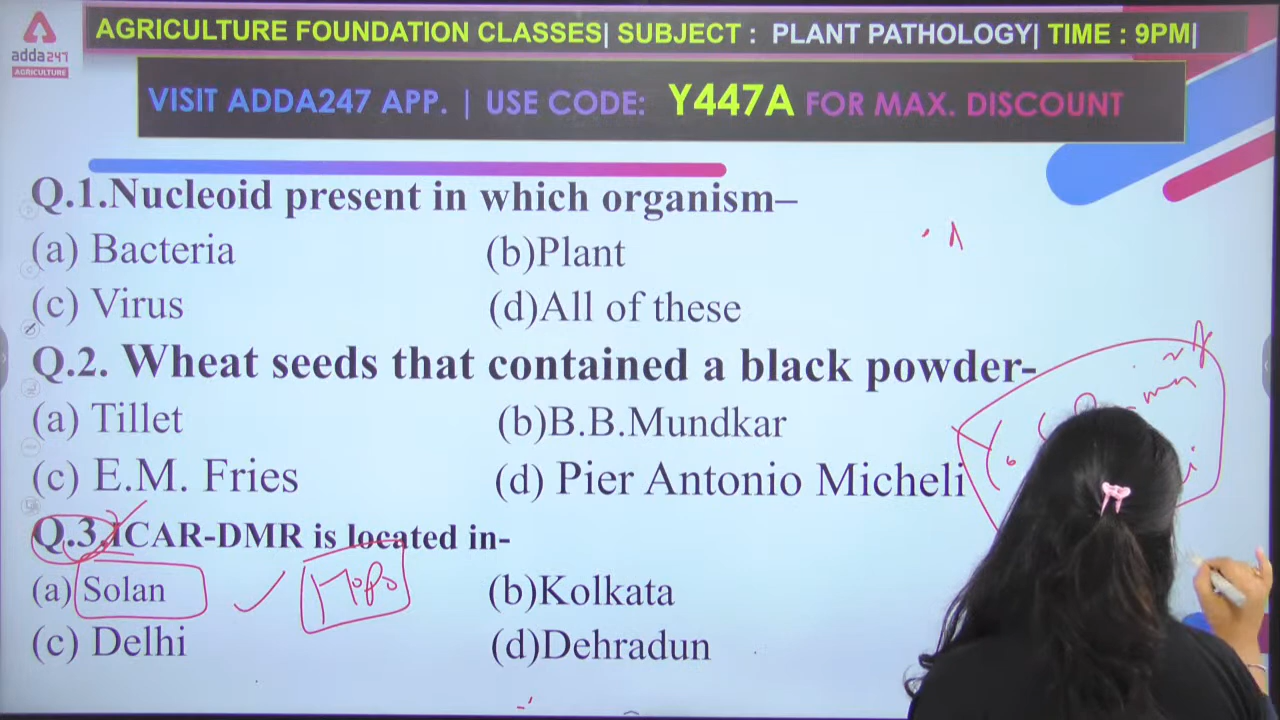 adda247
AGRICULTURE
AGRICULTURE FOUNDATION CLASSES| SUBJECT : PLANT PATHOLOGY| TIME : 9PM|
VISIT ADDA247 APP. | USE CODE: Y447A FOR MAX. DISCOUNT
Q.1.Nucleoid present in which organism–
(a) Bacteria (b)Plant
(c) Virus (d)All of these
Q.2. Wheat seeds that contained a black powder-
(a) Tillet (b)B.B.Mundkar
(c) E.M. Fries (d) Pier Antonio Micheli
Q.3.ICAR-DMR is located in-
(a) Solan (b)Kolkata
(c) Delhi (d)Dehradun